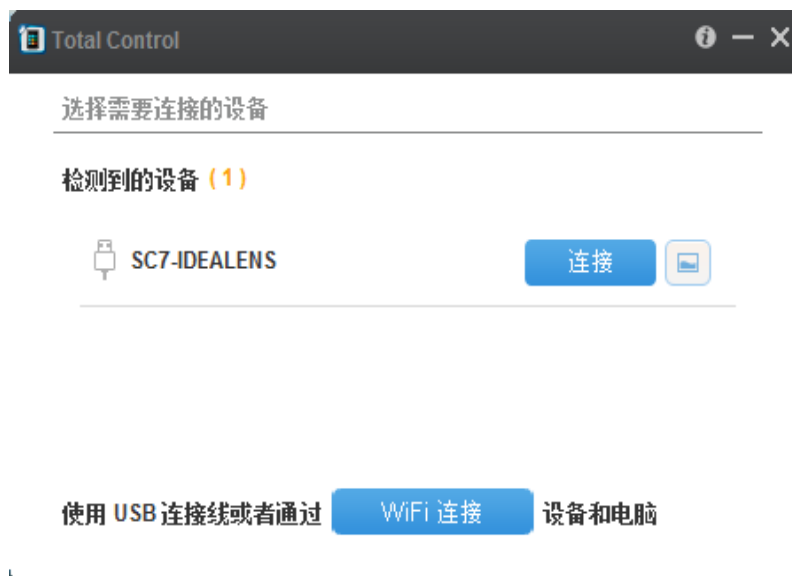 Total Control
选择需要连接的设备
检测到的设备（1）
SC7-IDEALENS 连接
使用 USB 连接线或者通过 WiFi 连接 设备和电脑